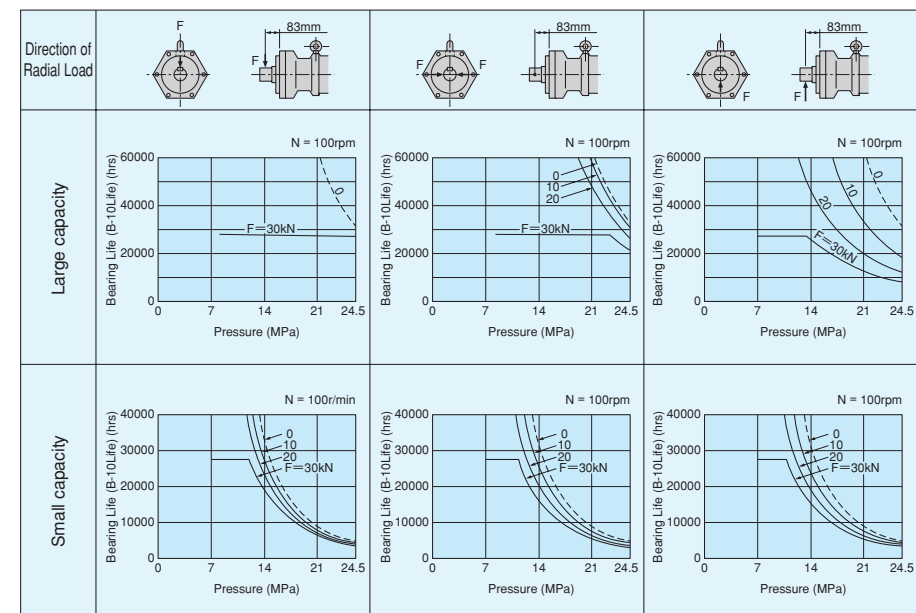 Direction of
Radial Load
F
F
83mm
F
F
83mm
F
F
83mm
Large capacity
N = 100rpm
Bearing Life (B-10Life) (hrs)
60000
40000
20000
0
0
F=30kN
0
7
14
21
24.5
Pressure (MPa)
N = 100rpm
Bearing Life (B-10Life) (hrs)
60000
40000
20000
0
0
10
20
F=30kN
0
7
14
21
24.5
Pressure (MPa)
N = 100rpm
Bearing Life (B-10Life) (hrs)
60000
40000
20000
0
0
10
20
F=30kN
0
7
14
21
24.5
Pressure (MPa)
Small capacity
N = 100r/min
Bearing Life (B-10Life) (hrs)
40000
30000
20000
10000
0
0
10
20
F=30kN
0
7
14
21
24.5
Pressure (MPa)
N = 100rpm
Bearing Life (B-10Life) (hrs)
40000
30000
20000
10000
0
0
10
20
F=30kN
0
7
14
21
24.5
Pressure (MPa)
N = 100rpm
Bearing Life (B-10Life) (hrs)
40000
30000
20000
10000
0
0
10
20
F=30kN
0
7
14
21
24.5
Pressure (MPa)